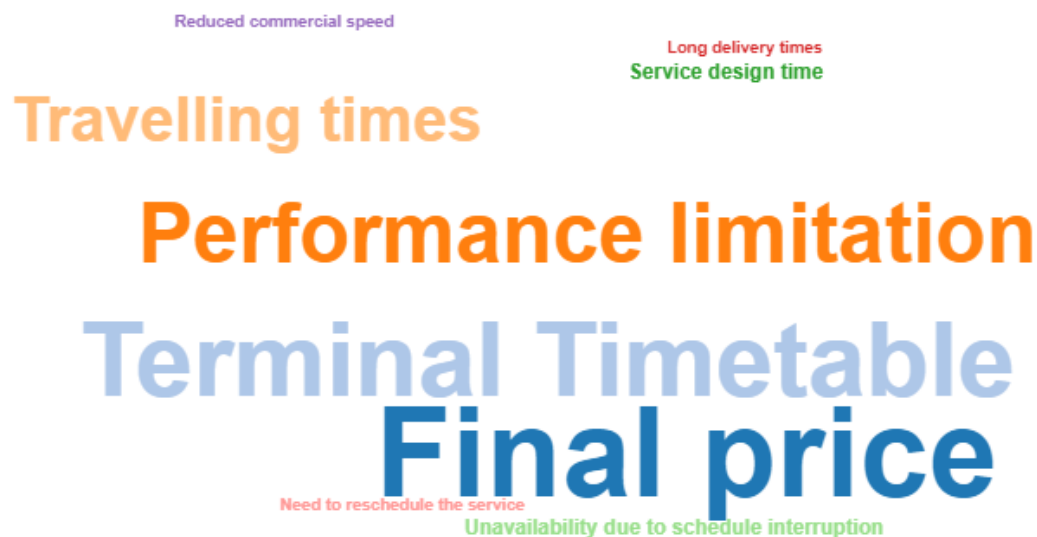 Reduced commercial speed
Long delivery times
Service design time
Travelling times
Performance limitation
Terminal Timetable
Final price
Need to reschedule the service
Unavailability due to schedule interruption